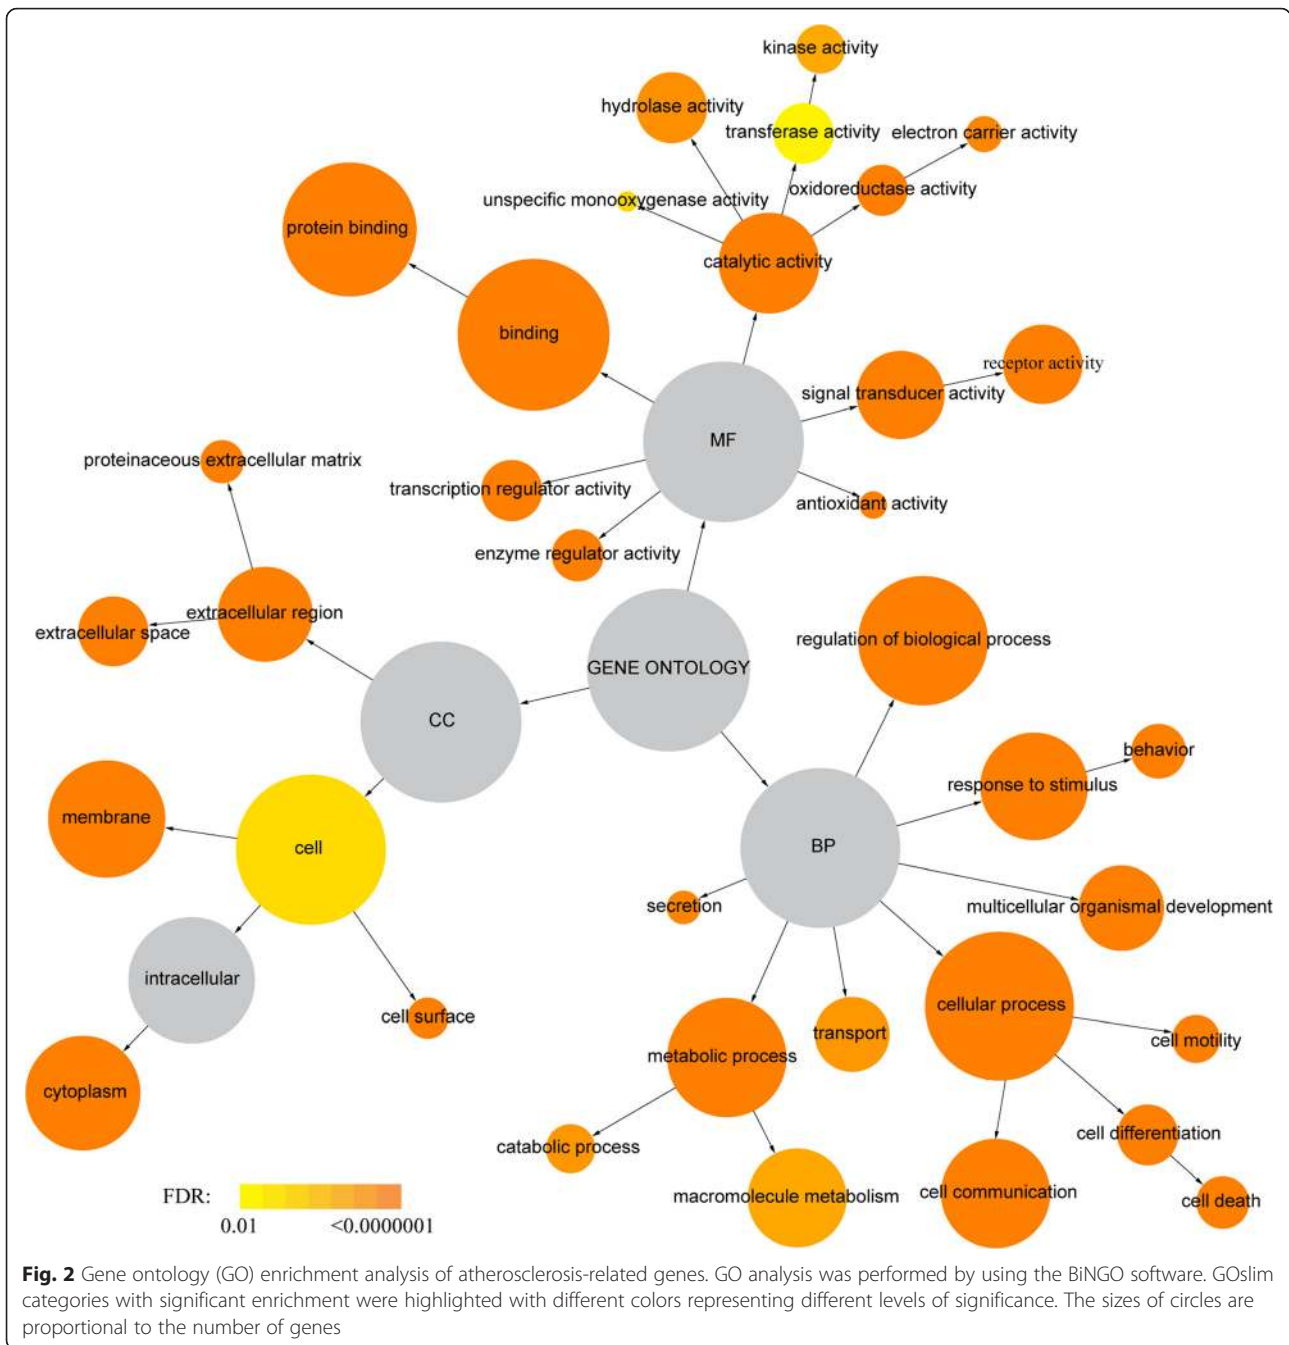 kinase activity
hydrolase activity
transferase activity
electron carrier activity
oxidoreductase activity
unspecific monooxygenase activity
protein binding
catalytic activity
binding
receptor activity
signal transducer activity
MF
proteinaceous extracellular matrix
transcription regulator activity
antioxidant activity
enzyme regulator activity
extracellular region
extracellular space
regulation of biological process
GENE ONTOLOGY
CC
behavior
response to stimulus
membrane
cell
BP
secretion
multicellular organismal development
intracellular
cell surface
cellular process
transport
cell motility
metabolic process
cytoplasm
cell differentiation
catabolic process
cell communication
macromolecule metabolism
cell death
FDR:
0.01 <0.0000001
Fig. 2 Gene ontology (GO) enrichment analysis of atherosclerosis-related genes. GO analysis was performed by using the BiNGO software. GOslim
categories with significant enrichment were highlighted with different colors representing different levels of significance. The sizes of circles are
proportional to the number of genes